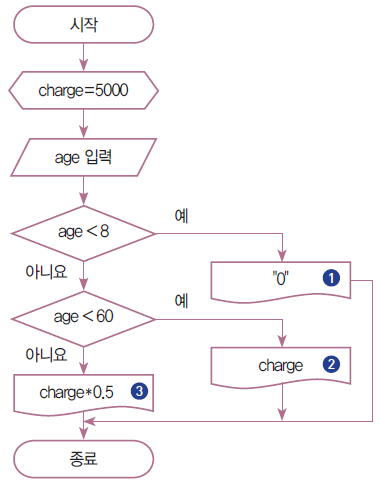 시작
charge=5000
age 입력
age<8
예
"0" 1
아니요
age<60
예
charge 2
아니요
charge*0.5 3
종료